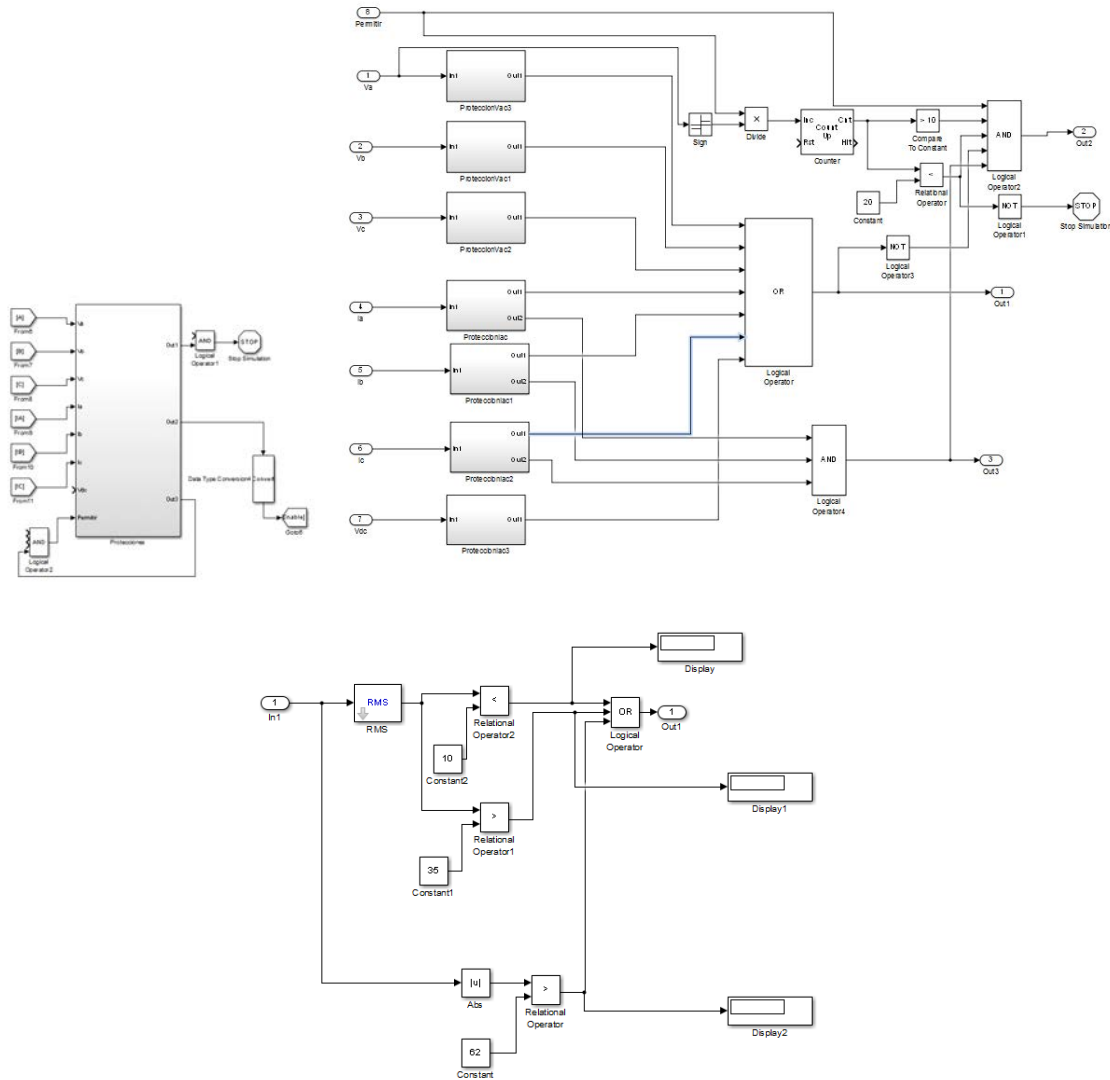 8
Permitir
1
Va
In1
Out1
ProteccionVac3
2
Vb
In1
Out1
ProteccionVac1
3
Vc
In1
Out1
ProteccionVac2
4
Ia
In1
Out1
Out2
ProteccionIac
5
Ib
In1
Out1
Out2
ProteccionIac1
6
Ic
In1
Out1
Out2
ProteccionIac2
7
Vdc
In1
Out1
ProteccionIac3
Sign
×
Divide
Inc
Cnt
Count
Up
Rst
Hit
Counter
> 10
Compare
To Constant
20
Constant
<
Relational
Operator
AND
Logical
Operator2
2
Out2
NOT
Logical
Operator1
STOP
Stop Simulation
NOT
Logical
Operator3
OR
Logical
Operator
1
Out1
AND
Logical
Operator4
3
Out3
[A]
From6
[B]
From7
[C]
From8
[IA]
From9
[IB]
From10
[IC]
From11
Va
Vb
Vc
Ia
Ib
Ic
Vdc
Permitir
Out1
Out2
Out3
Protecciones
AND
Logical
Operator1
STOP
Stop Simulation
Data Type Conversion4
Convert
Goto6
AND
Logical
Operator2
1
In1
RMS
RMS
<
Relational
Operator2
10
Constant2
>
Relational
Operator1
35
Constant1
OR
Logical
Operator
1
Out1
Display
Display1
|u|
Abs
>
Relational
Operator
62
Constant
Display2